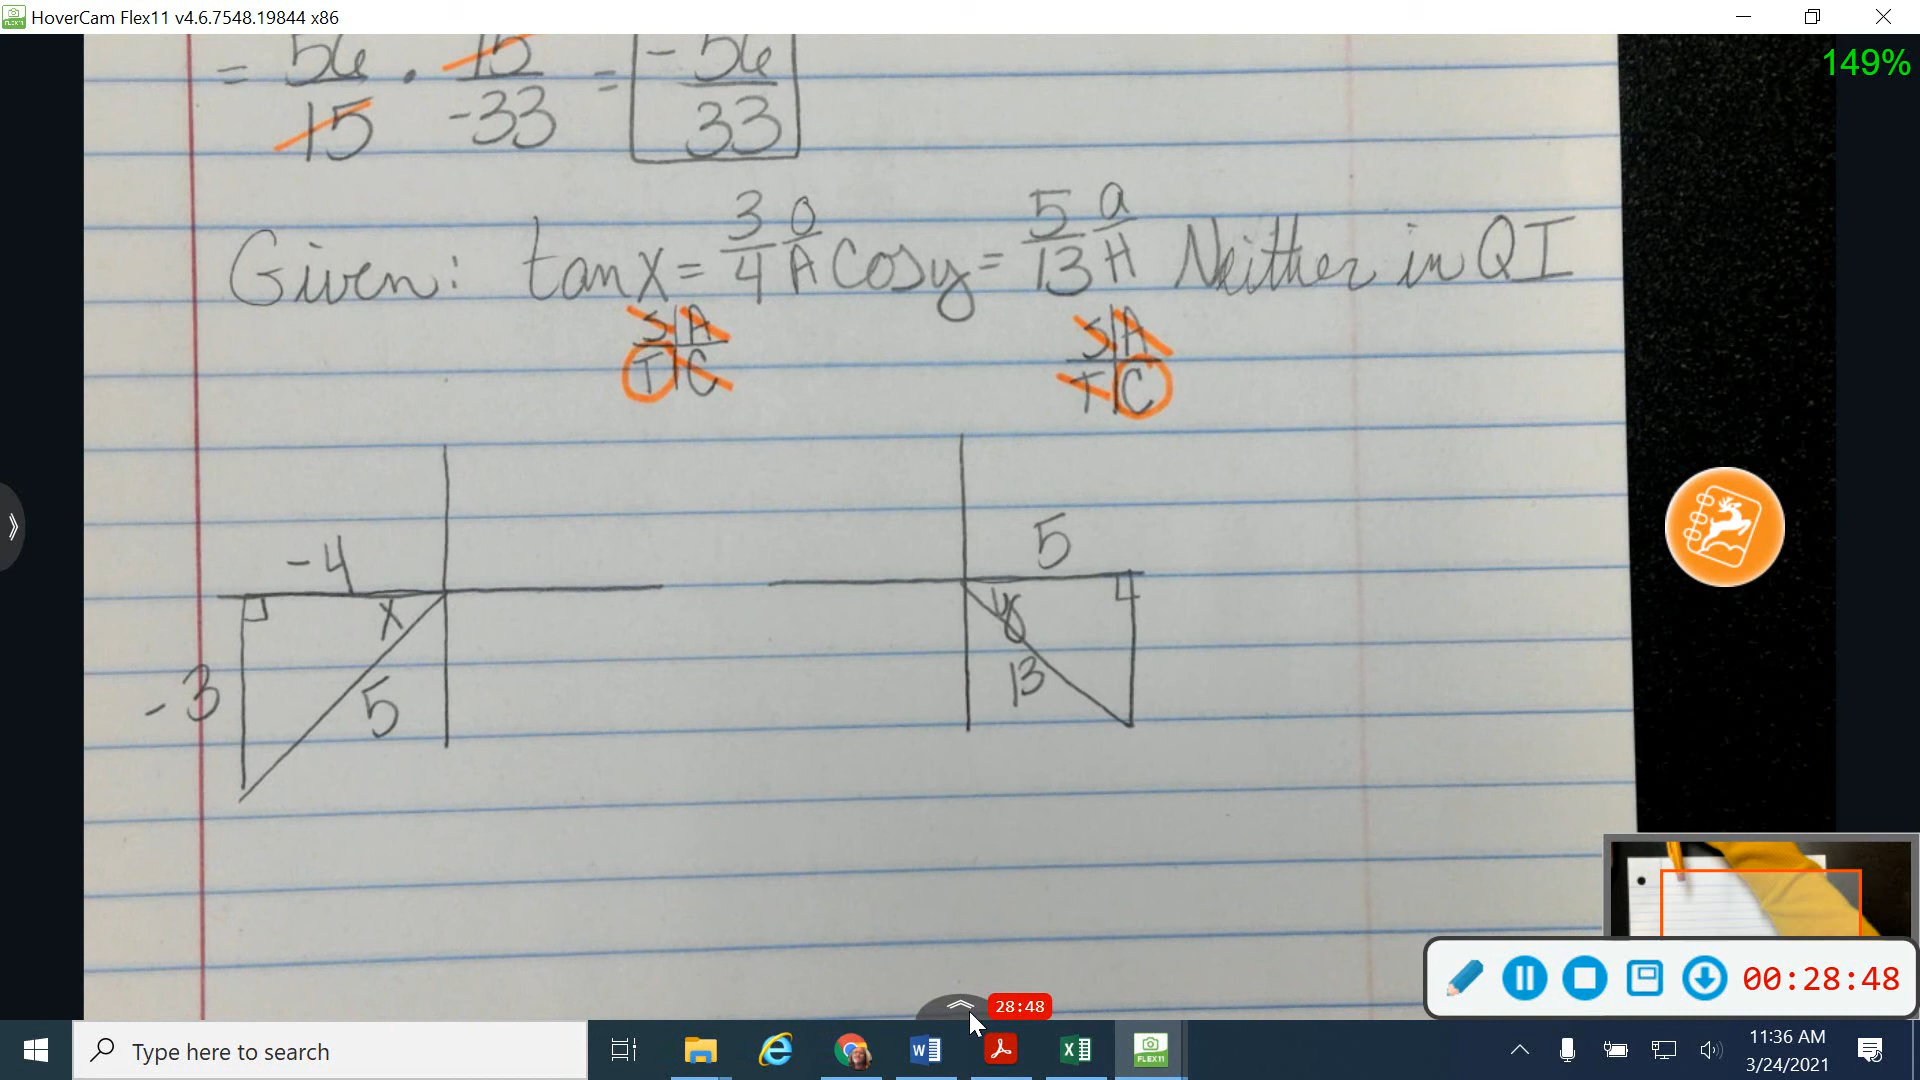 HoverCam Flex11 v4.6.7548.19844 x86
149%
= 56/15 · 15/-33 = -56/33
Given: tan x = 3/4 O/A Cos y = 5/13 a/H Neither in QI
S A S A
T C T C
-4 5
x y
-3 5 13
00:28:48
28:48
Type here to search
FLEX11
11:36 AM
3/24/2021